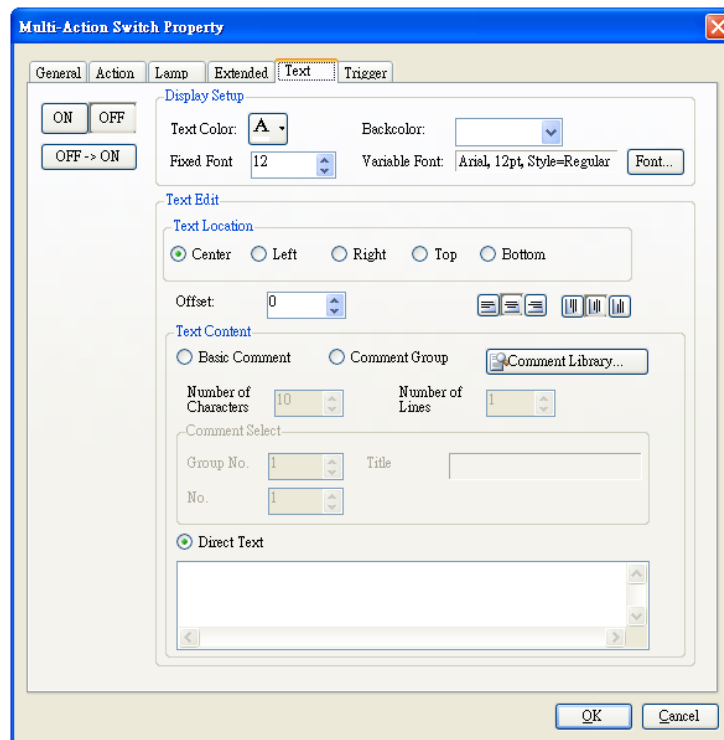 Multi-Action Switch Property
General Action Lamp Extended Text Trigger
ON OFF
OFF -> ON
Display Setup
Text Color: A Backcolor:
Fixed Font 12 Variable Font: Arial, 12pt, Style=Regular Font...
Text Edit
Text Location
Center Left Right Top Bottom
Offset: 0
Text Content
Basic Comment Comment Group Comment Library...
Number of Characters 10 Number of Lines 1
Comment Select
Group No. 1 Title
No. 1
Direct Text
OK Cancel